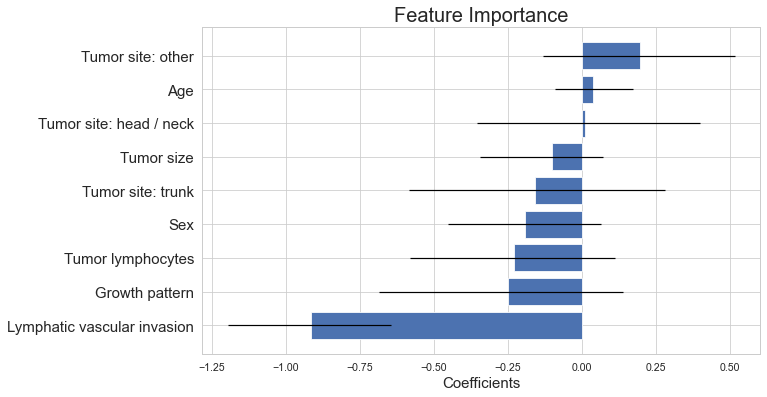 Feature Importance
Tumor site: other
Age
Tumor site: head / neck
Tumor size
Tumor site: trunk
Sex
Tumor lymphocytes
Growth pattern
Lymphatic vascular invasion
−1.25 −1.00 −0.75 −0.50 −0.25 0.00 0.25 0.50
Coefficients